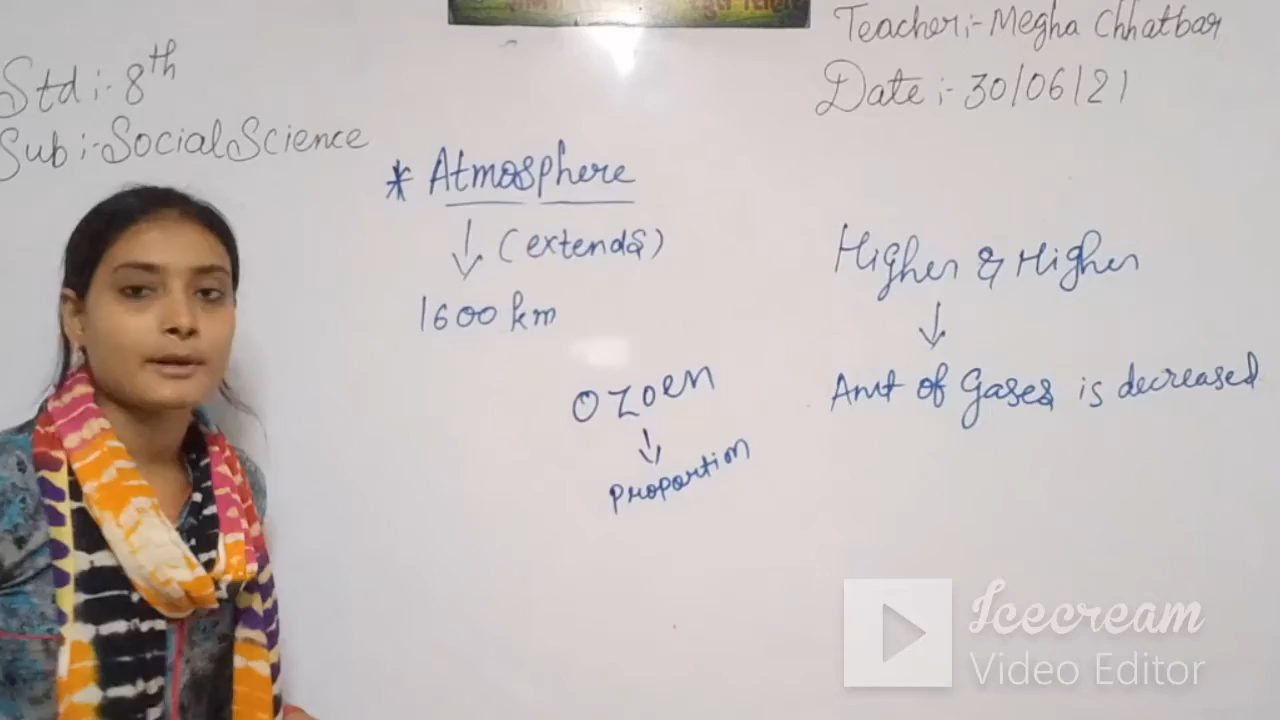 Teacher:- Megha Chhatbar
Date:- 30/06/21
Std:- 8th
Sub:- Social Science
* Atmosphere
(extends)
1600 km
Higher & Higher
Amt of Gases is decreased
Ozoen
Proportion
Icecream
Video Editor